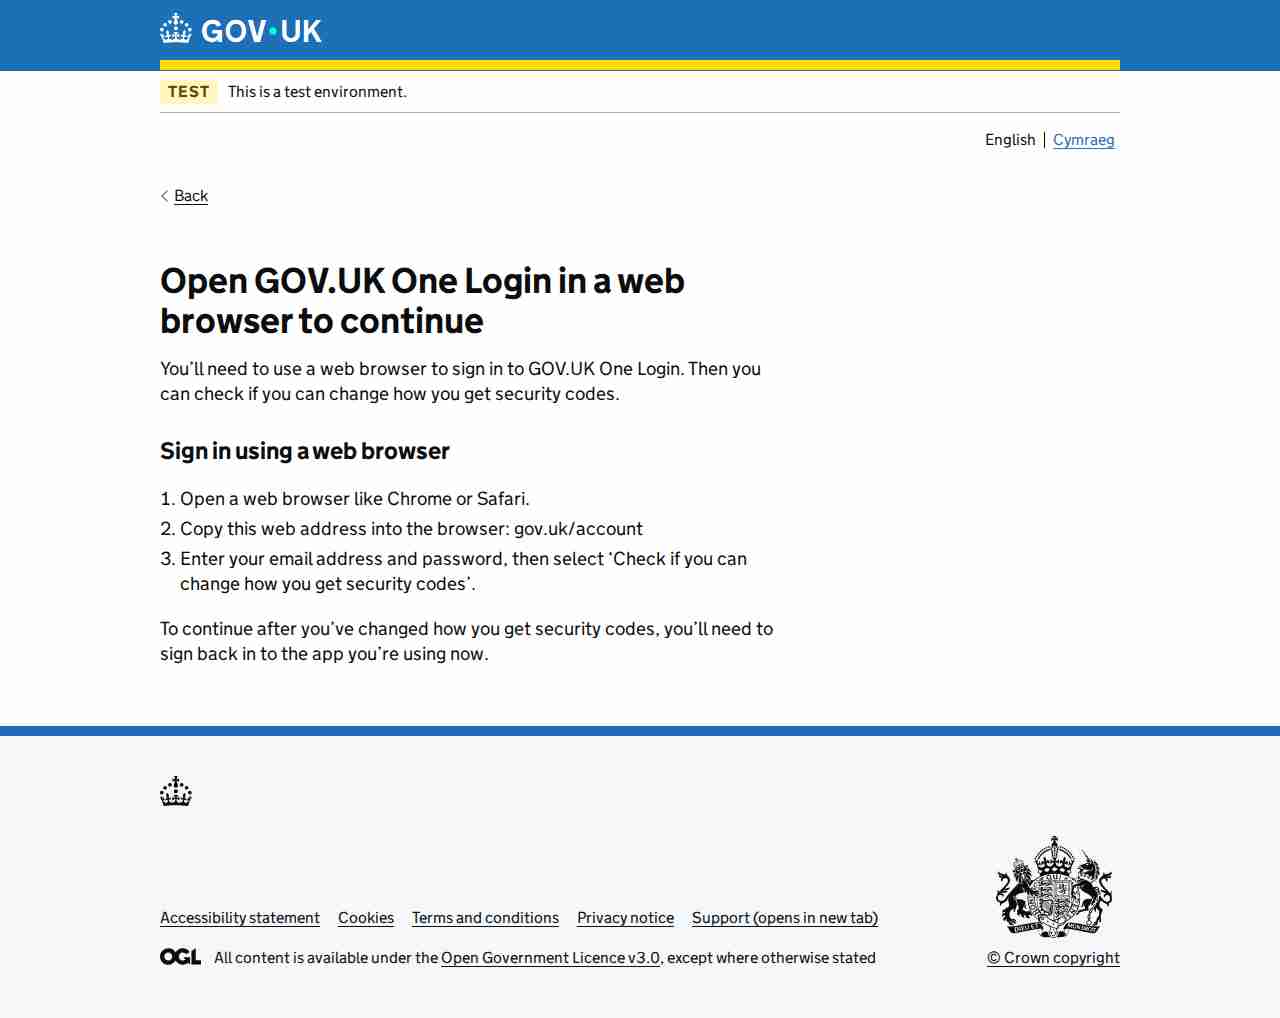 GOV·UK
TEST This is a test environment.
English Cymraeg
Back
Open GOV.UK One Login in a web
browser to continue
You’ll need to use a web browser to sign in to GOV.UK One Login. Then you
can check if you can change how you get security codes.
Sign in using a web browser
1. Open a web browser like Chrome or Safari.
2. Copy this web address into the browser: gov.uk/account
3. Enter your email address and password, then select ‘Check if you can
change how you get security codes’.
To continue after you’ve changed how you get security codes, you’ll need to
sign back in to the app you’re using now.
Accessibility statement Cookies Terms and conditions Privacy notice Support (opens in new tab)
OGL All content is available under the Open Government Licence v3.0, except where otherwise stated
© Crown copyright